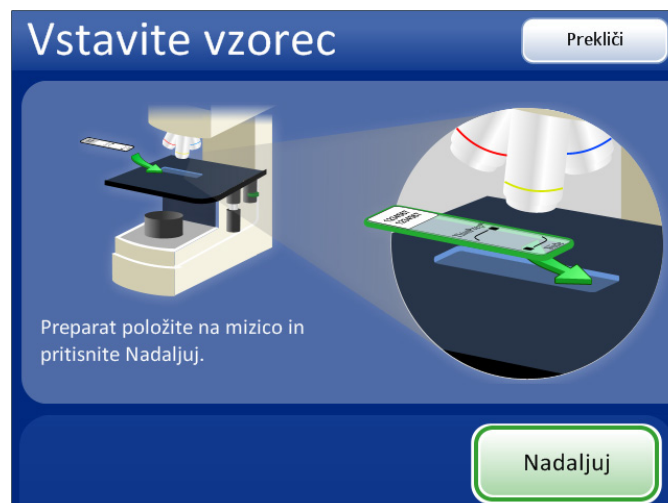 Vstavite vzorec
Prekliči
Preparat položite na mizico in
pritisnite Nadaljuj.
Nadaljuj